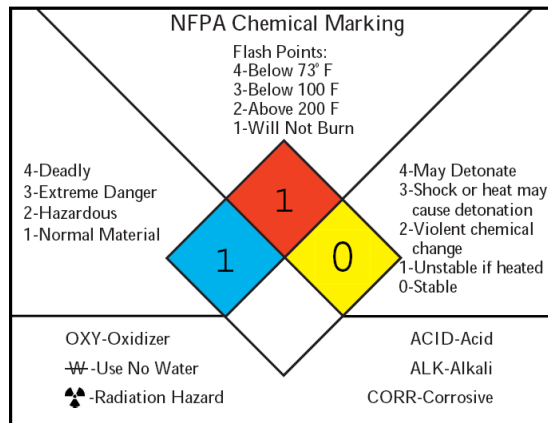 NFPA Chemical Marking
Flash Points:
4-Below 73° F
3-Below 100 F
2-Above 200 F
1-Will Not Burn
4-Deadly
3-Extreme Danger
2-Hazardous
1-Normal Material
1
1
0
4-May Detonate
3-Shock or heat may
cause detonation
2-Violent chemical
change
1-Unstable if heated
0-Stable
OXY-Oxidizer
W-Use No Water
-Radiation Hazard
ACID-Acid
ALK-Alkali
CORR-Corrosive